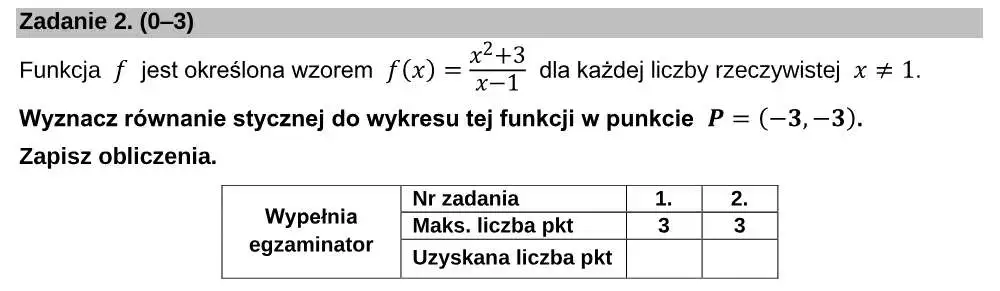 Zadanie 2. (0–3)
Funkcja f jest określona wzorem f(x) = x²+3 / x−1 dla każdej liczby rzeczywistej x ≠ 1.
Wyznacz równanie stycznej do wykresu tej funkcji w punkcie P = (−3, −3).
Zapisz obliczenia.
Wypełnia egzaminator
Nr zadania 1. 2.
Maks. liczba pkt 3 3
Uzyskana liczba pkt